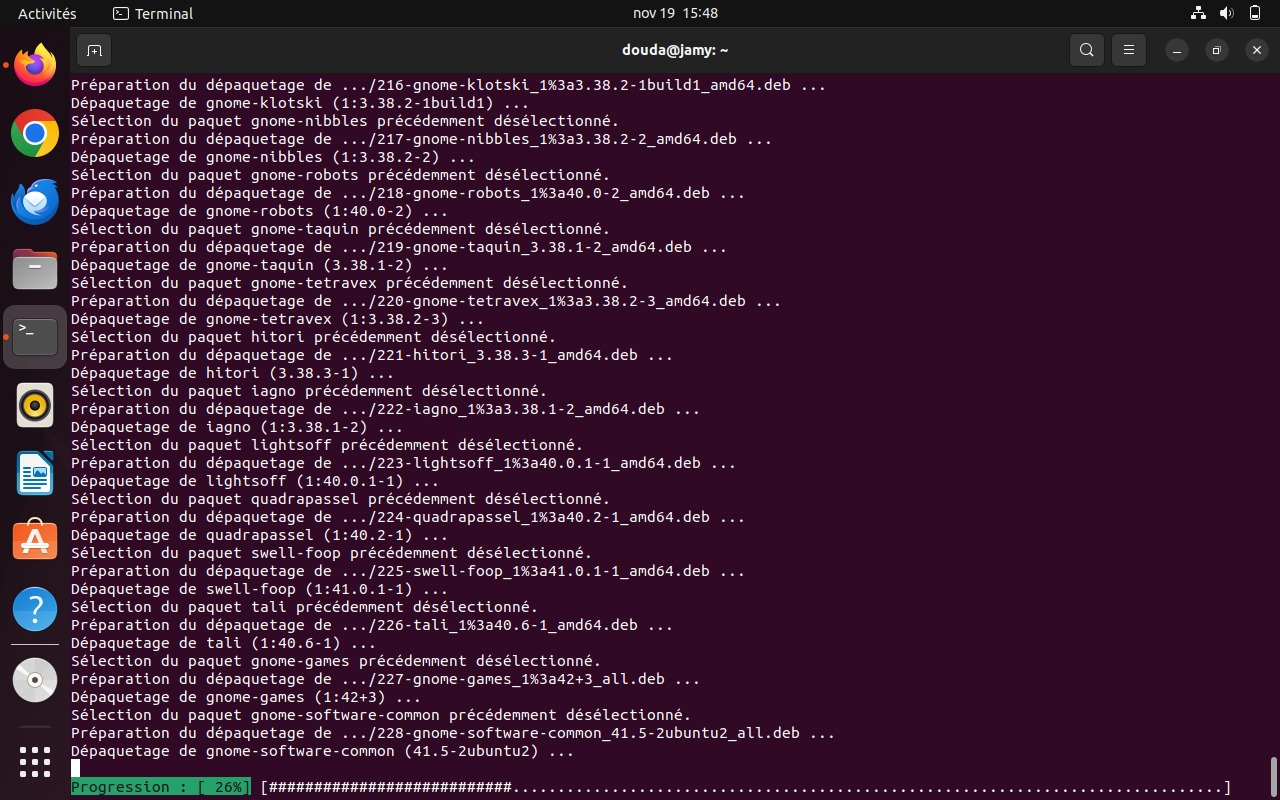 Activités
Terminal
nov 19 15:48
douda@jamy: ~
Préparation du dépaquetage de .../216-gnome-klotski_1%3a3.38.2-1build1_amd64.deb ...
Dépaquetage de gnome-klotski (1:3.38.2-1build1) ...
Sélection du paquet gnome-nibbles précédemment désélectionné.
Préparation du dépaquetage de .../217-gnome-nibbles_1%3a3.38.2-2_amd64.deb ...
Dépaquetage de gnome-nibbles (1:3.38.2-2) ...
Sélection du paquet gnome-robots précédemment désélectionné.
Préparation du dépaquetage de .../218-gnome-robots_1%3a40.0-2_amd64.deb ...
Dépaquetage de gnome-robots (1:40.0-2) ...
Sélection du paquet gnome-taquin précédemment désélectionné.
Préparation du dépaquetage de .../219-gnome-taquin_3.38.1-2_amd64.deb ...
Dépaquetage de gnome-taquin (3.38.1-2) ...
Sélection du paquet gnome-tetravex précédemment désélectionné.
Préparation du dépaquetage de .../220-gnome-tetravex_1%3a3.38.2-3_amd64.deb ...
Dépaquetage de gnome-tetravex (1:3.38.2-3) ...
Sélection du paquet hitori précédemment désélectionné.
Préparation du dépaquetage de .../221-hitori_3.38.3-1_amd64.deb ...
Dépaquetage de hitori (3.38.3-1) ...
Sélection du paquet iagno précédemment désélectionné.
Préparation du dépaquetage de .../222-iagno_1%3a3.38.1-2_amd64.deb ...
Dépaquetage de iagno (1:3.38.1-2) ...
Sélection du paquet lightsoff précédemment désélectionné.
Préparation du dépaquetage de .../223-lightsoff_1%3a40.0.1-1_amd64.deb ...
Dépaquetage de lightsoff (1:40.0.1-1) ...
Sélection du paquet quadrapassel précédemment désélectionné.
Préparation du dépaquetage de .../224-quadrapassel_1%3a40.2-1_amd64.deb ...
Dépaquetage de quadrapassel (1:40.2-1) ...
Sélection du paquet swell-foop précédemment désélectionné.
Préparation du dépaquetage de .../225-swell-foop_1%3a41.0.1-1_amd64.deb ...
Dépaquetage de swell-foop (1:41.0.1-1) ...
Sélection du paquet tali précédemment désélectionné.
Préparation du dépaquetage de .../226-tali_1%3a40.6-1_amd64.deb ...
Dépaquetage de tali (1:40.6-1) ...
Sélection du paquet gnome-games précédemment désélectionné.
Préparation du dépaquetage de .../227-gnome-games_1%3a42+3_all.deb ...
Dépaquetage de gnome-games (1:42+3) ...
Sélection du paquet gnome-software-common précédemment désélectionné.
Préparation du dépaquetage de .../228-gnome-software-common_41.5-2ubuntu2_all.deb ...
Dépaquetage de gnome-software-common (41.5-2ubuntu2) ...
Progression : [ 26%] [###########################...............................................................................]